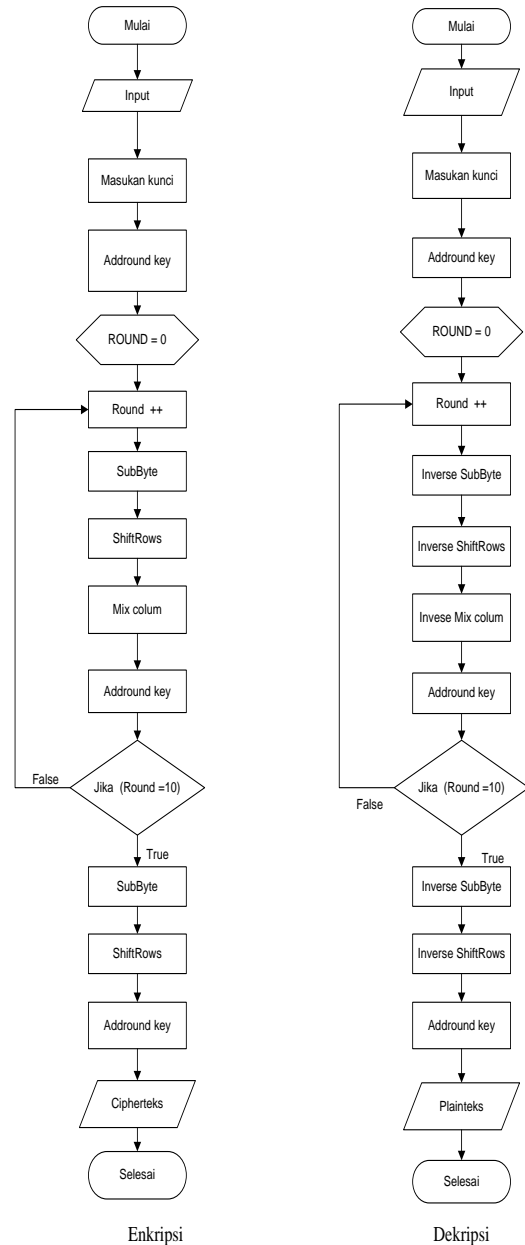 Mulai
Input
Masukan kunci
Addround key
ROUND = 0
Round ++
SubByte
ShiftRows
Mix colum
Addround key
Jika (Round =10)
False
True
SubByte
ShiftRows
Addround key
Cipherteks
Selesai
Enkripsi
Mulai
Input
Masukan kunci
Addround key
ROUND = 0
Round ++
Inverse SubByte
Inverse ShiftRows
Invese Mix colum
Addround key
Jika (Round =10)
False
True
Inverse SubByte
Inverse ShiftRows
Addround key
Plainteks
Selesai
Dekripsi